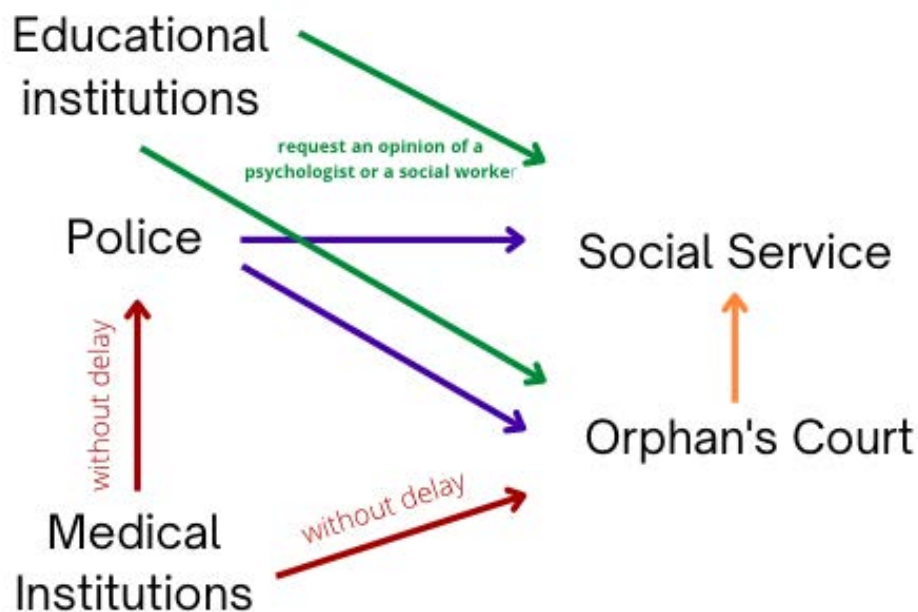 Educational
institutions
request an opinion of a
psychologist or a social worker
Police
Social Service
without delay
Orphan's Court
without delay
Medical
Institutions